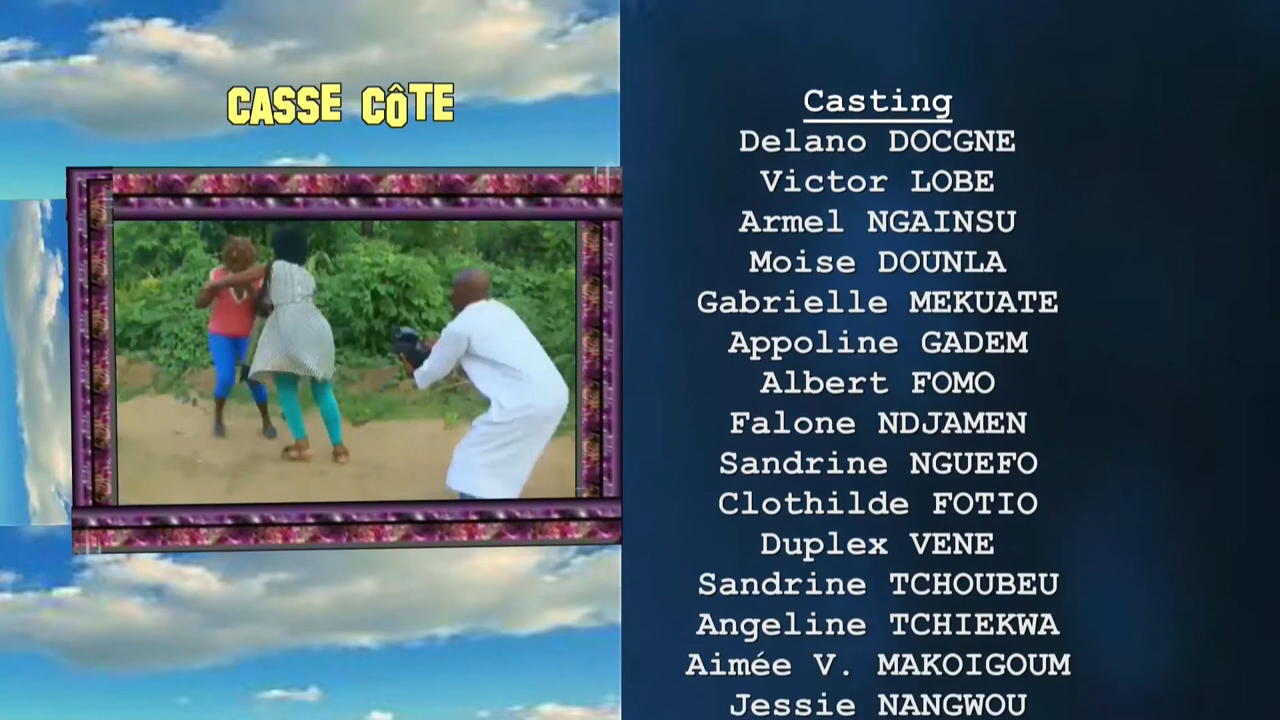 CASSE CÔTE
Casting
Delano DOCGNE
Victor LOBE
Armel NGAINSU
Moise DOUNLA
Gabrielle MEKUATE
Appoline GADEM
Albert FOMO
Falone NDJAMEN
Sandrine NGUEFO
Clothilde FOTIO
Duplex VENE
Sandrine TCHOUBEU
Angeline TCHIEKWA
Aimée V. MAKOIGOUM
Jessie NANGWOU